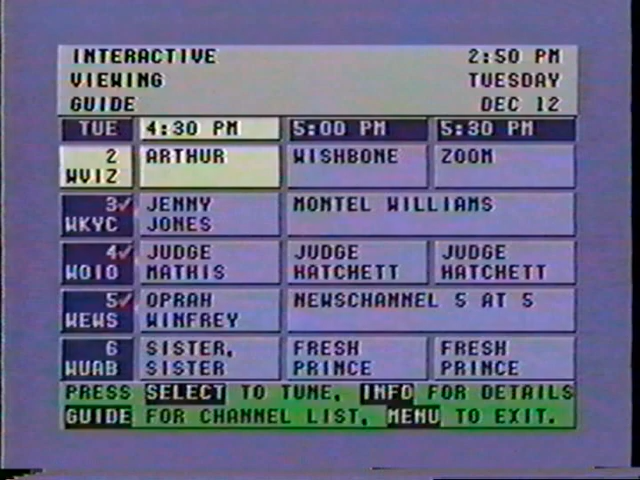 INTERACTIVE 2:50 PM
VIEWING TUESDAY
GUIDE DEC 12
TUE 4:30 PM 5:00 PM 5:30 PM
2 ARTHUR WISHBONE ZOOM
WVIZ
3✓ JENNY MONTEL WILLIAMS
WKYC JONES
4✓ JUDGE JUDGE JUDGE
WOIO MATHIS HATCHETT HATCHETT
5✓ OPRAH NEWSCHANNEL 5 AT 5
WEWS WINFREY
6 SISTER, FRESH FRESH
WUAB SISTER PRINCE PRINCE
PRESS SELECT TO TUNE, INFO FOR DETAILS
GUIDE FOR CHANNEL LIST, MENU TO EXIT.